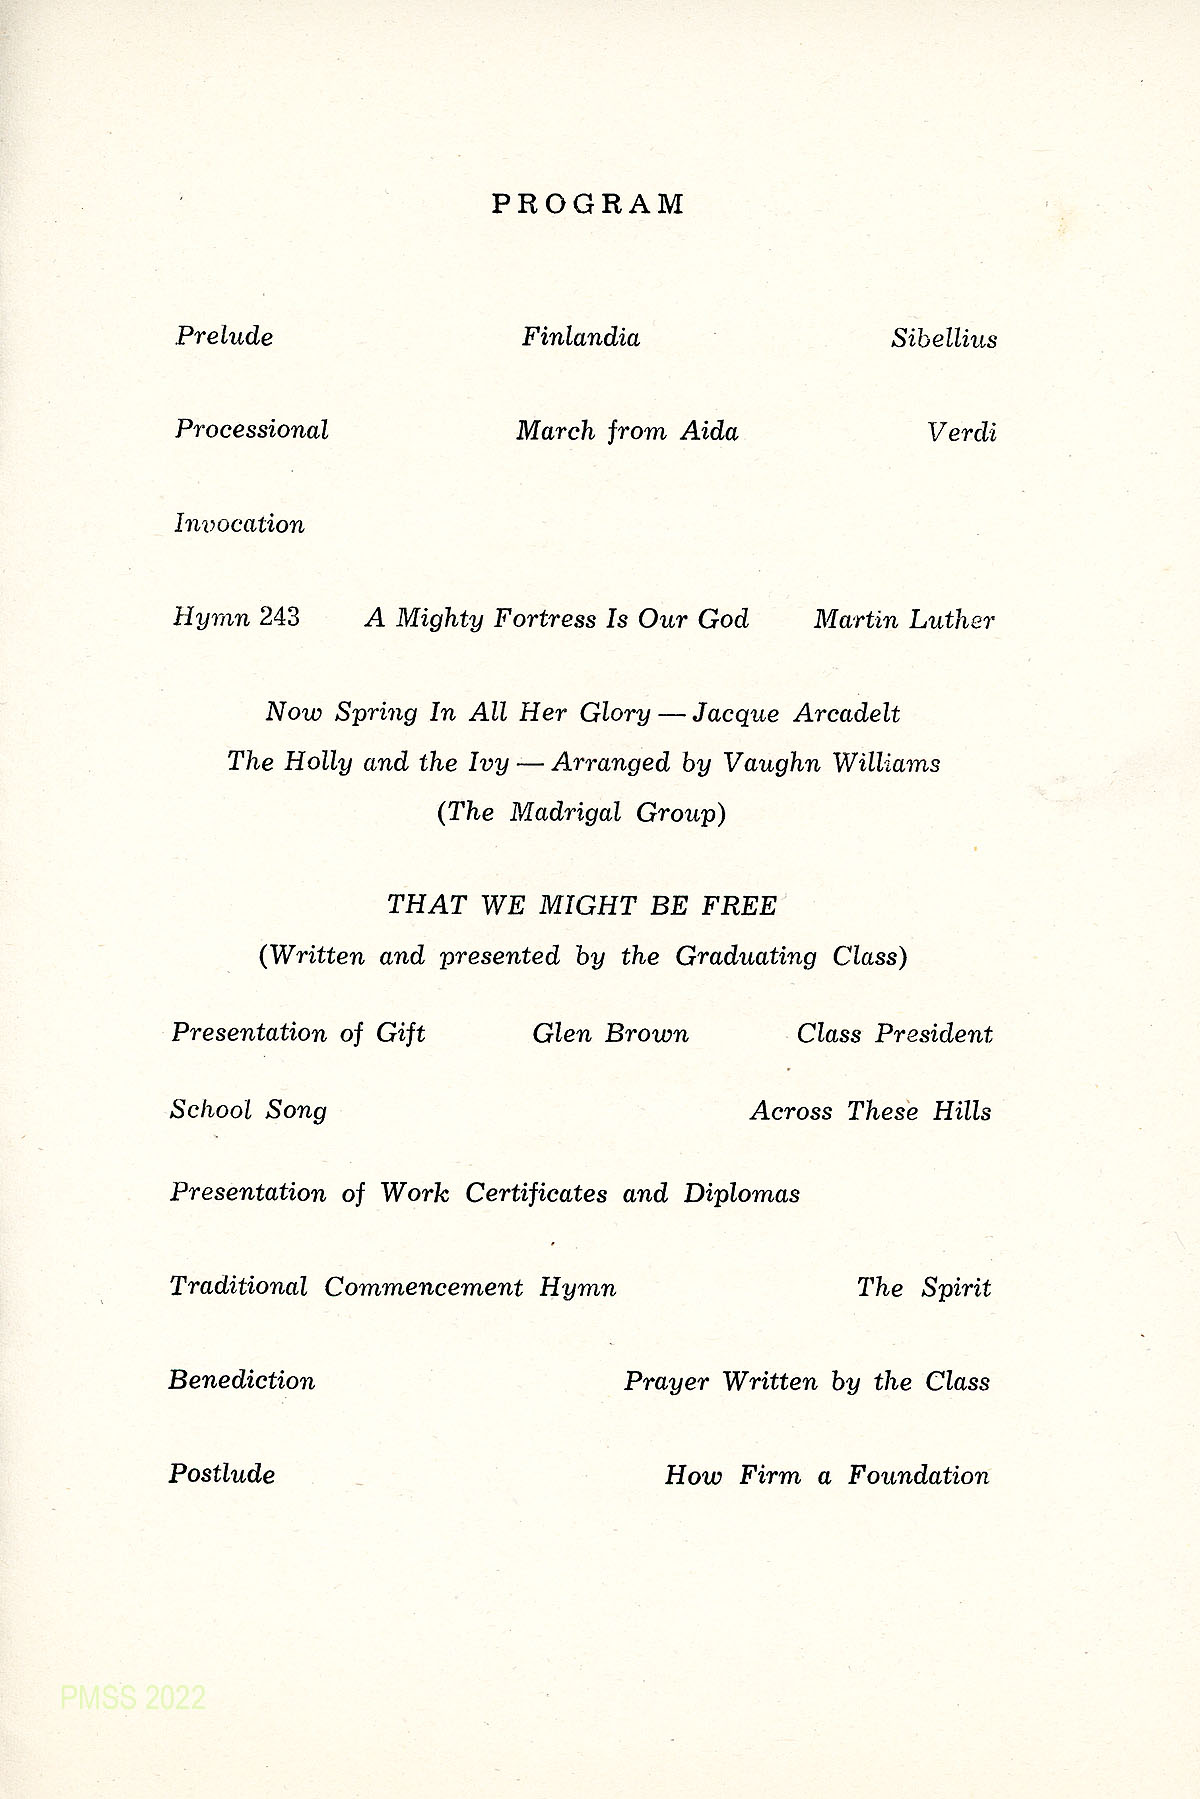 PROGRAM
Prelude Finlandia Sibellius
Processional March from Aida Verdi
Invocation
Hymn 243 A Mighty Fortress Is Our God Martin Luther
Now Spring In All Her Glory — Jacque Arcadelt
The Holly and the Ivy — Arranged by Vaughn Williams
(The Madrigal Group)
THAT WE MIGHT BE FREE
(Written and presented by the Graduating Class)
Presentation of Gift Glen Brown Class President
School Song Across These Hills
Presentation of Work Certificates and Diplomas
Traditional Commencement Hymn The Spirit
Benediction Prayer Written by the Class
Postlude How Firm a Foundation
PMSS 2022